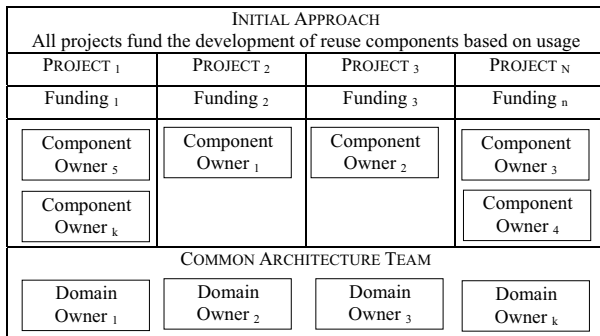 INITIAL APPROACH
All projects fund the development of reuse components based on usage
PROJECT 1 PROJECT 2 PROJECT 3 PROJECT N
Funding 1 Funding 2 Funding 3 Funding n
Component Component Component Component
Owner 5 Owner 1 Owner 2 Owner 3
Component Component
Owner k Owner 4
COMMON ARCHITECTURE TEAM
Domain Domain Domain Domain
Owner 1 Owner 2 Owner 3 Owner k